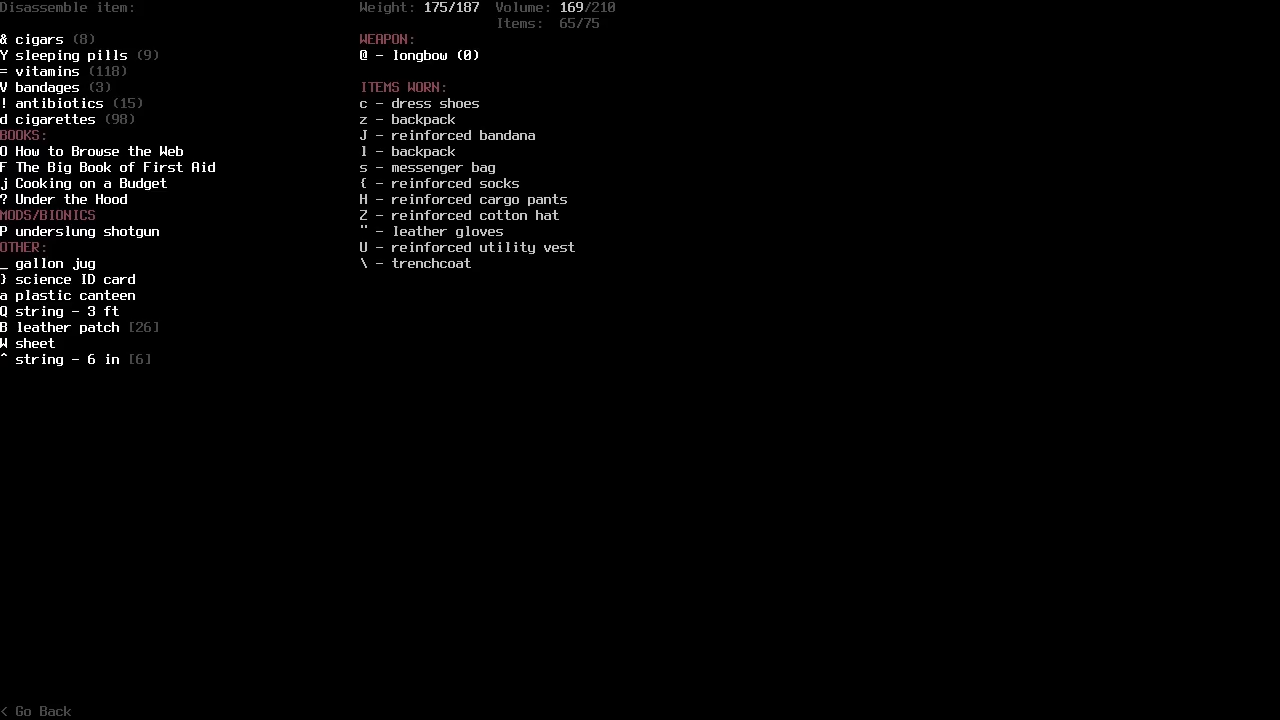 Disassemble item:
Weight: 175/187 Volume: 169/210
Items: 65/75
& cigars (8)
Y sleeping pills (9)
= vitamins (118)
V bandages (3)
! antibiotics (15)
d cigarettes (98)
BOOKS:
O How to Browse the Web
F The Big Book of First Aid
j Cooking on a Budget
? Under the Hood
MODS/BIONICS
P underslung shotgun
OTHER:
_ gallon jug
} science ID card
a plastic canteen
Q string - 3 ft
B leather patch [26]
W sheet
^ string - 6 in [6]
WEAPON:
@ - longbow (0)
ITEMS WORN:
c - dress shoes
z - backpack
J - reinforced bandana
l - backpack
s - messenger bag
{ - reinforced socks
H - reinforced cargo pants
Z - reinforced cotton hat
" - leather gloves
U - reinforced utility vest
\ - trenchcoat
< Go Back